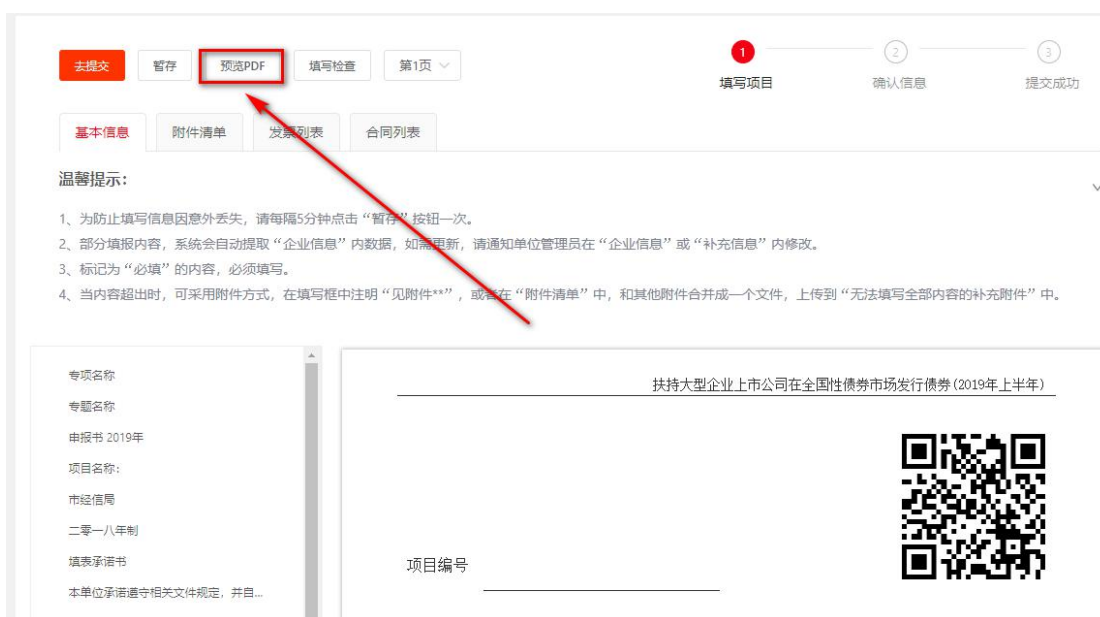 去提交 暂存 预览PDF 填写检查 第1页
1 2 3
填写项目 确认信息 提交成功
基本信息 附件清单 发票列表 合同列表
温馨提示：
1、为防止填写信息因意外丢失，请每隔5分钟点击“暂存”按钮一次。
2、部分填报内容，系统会自动提取“企业信息”内数据，如需更新，请通知单位管理员在“企业信息”或“补充信息”内修改。
3、标记为“必填”的内容，必须填写。
4、当内容超出时，可采用附件方式，在填写框中注明“见附件**”，或者在“附件清单”中，和其他附件合并成一个文件，上传到“无法填写全部内容的补充附件”中。
专项名称
专题名称
申报书 2019年
项目名称：
市经信局
二零一八年制
填表承诺书
本单位承诺遵守相关文件规定，并自...
扶持大型企业上市公司在全国性债券市场发行债券(2019年上半年)
项目编号